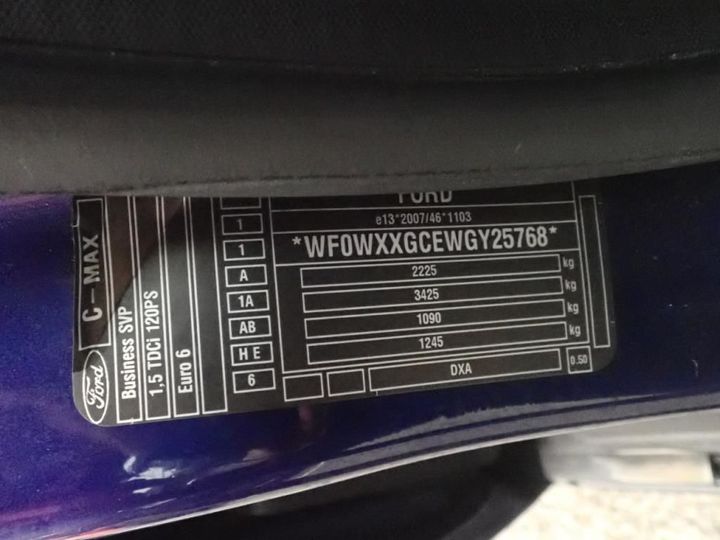 FORD
e13*2007/46*1103
*WF0WXXGCEWGY25768*
2225 kg
3425 kg
1090 kg
1245 kg
DXA
0.50
1
1
A
1A
AB
H E
6
C-MAX
Business SVP
1,5 TDCi 120PS
Euro 6
Ford